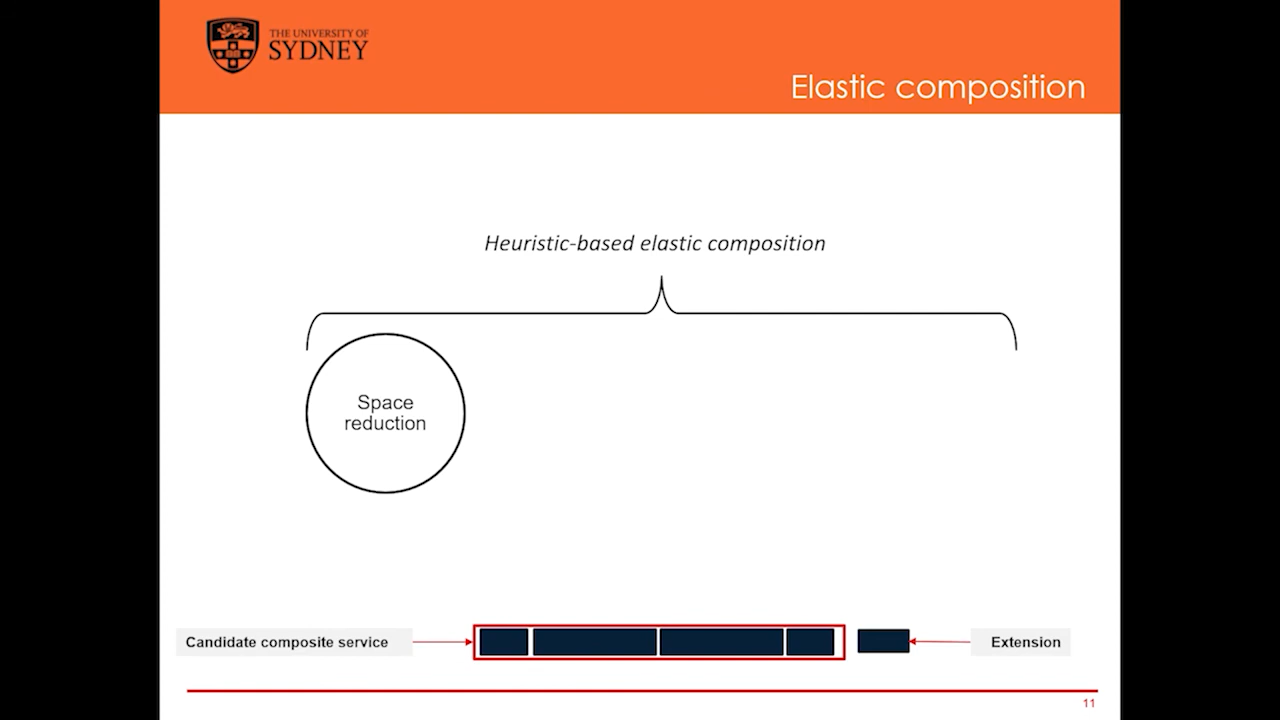 THE UNIVERSITY OF
SYDNEY
Elastic composition
Heuristic-based elastic composition
Space
reduction
Candidate composite service
Extension
11